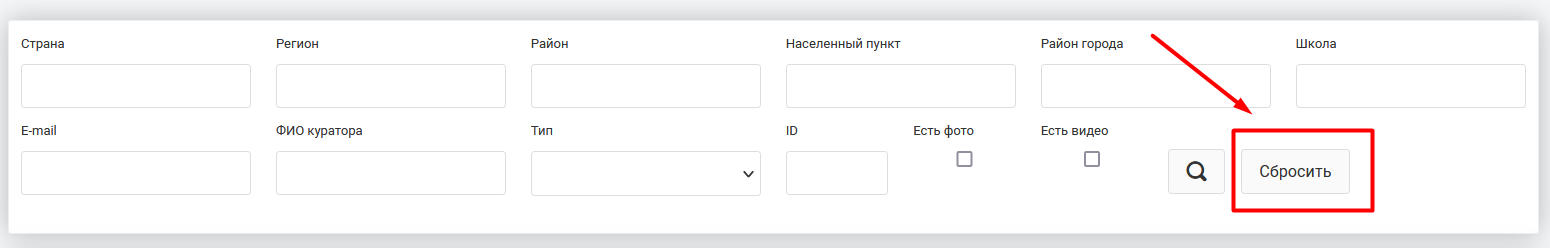 Страна Регион Район Населенный пункт Район города Школа
E-mail ФИО куратора Тип ID Есть фото Есть видео
Сбросить